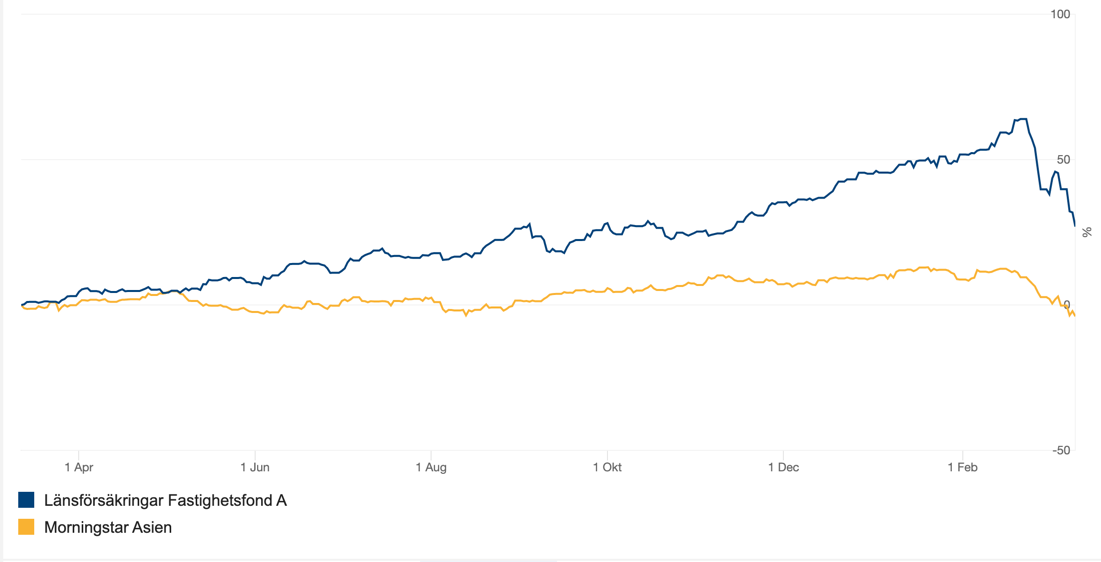 100
50
%
0
-50
1 Apr 1 Jun 1 Aug 1 Okt 1 Dec 1 Feb
Länsförsäkringar Fastighetsfond A
Morningstar Asien